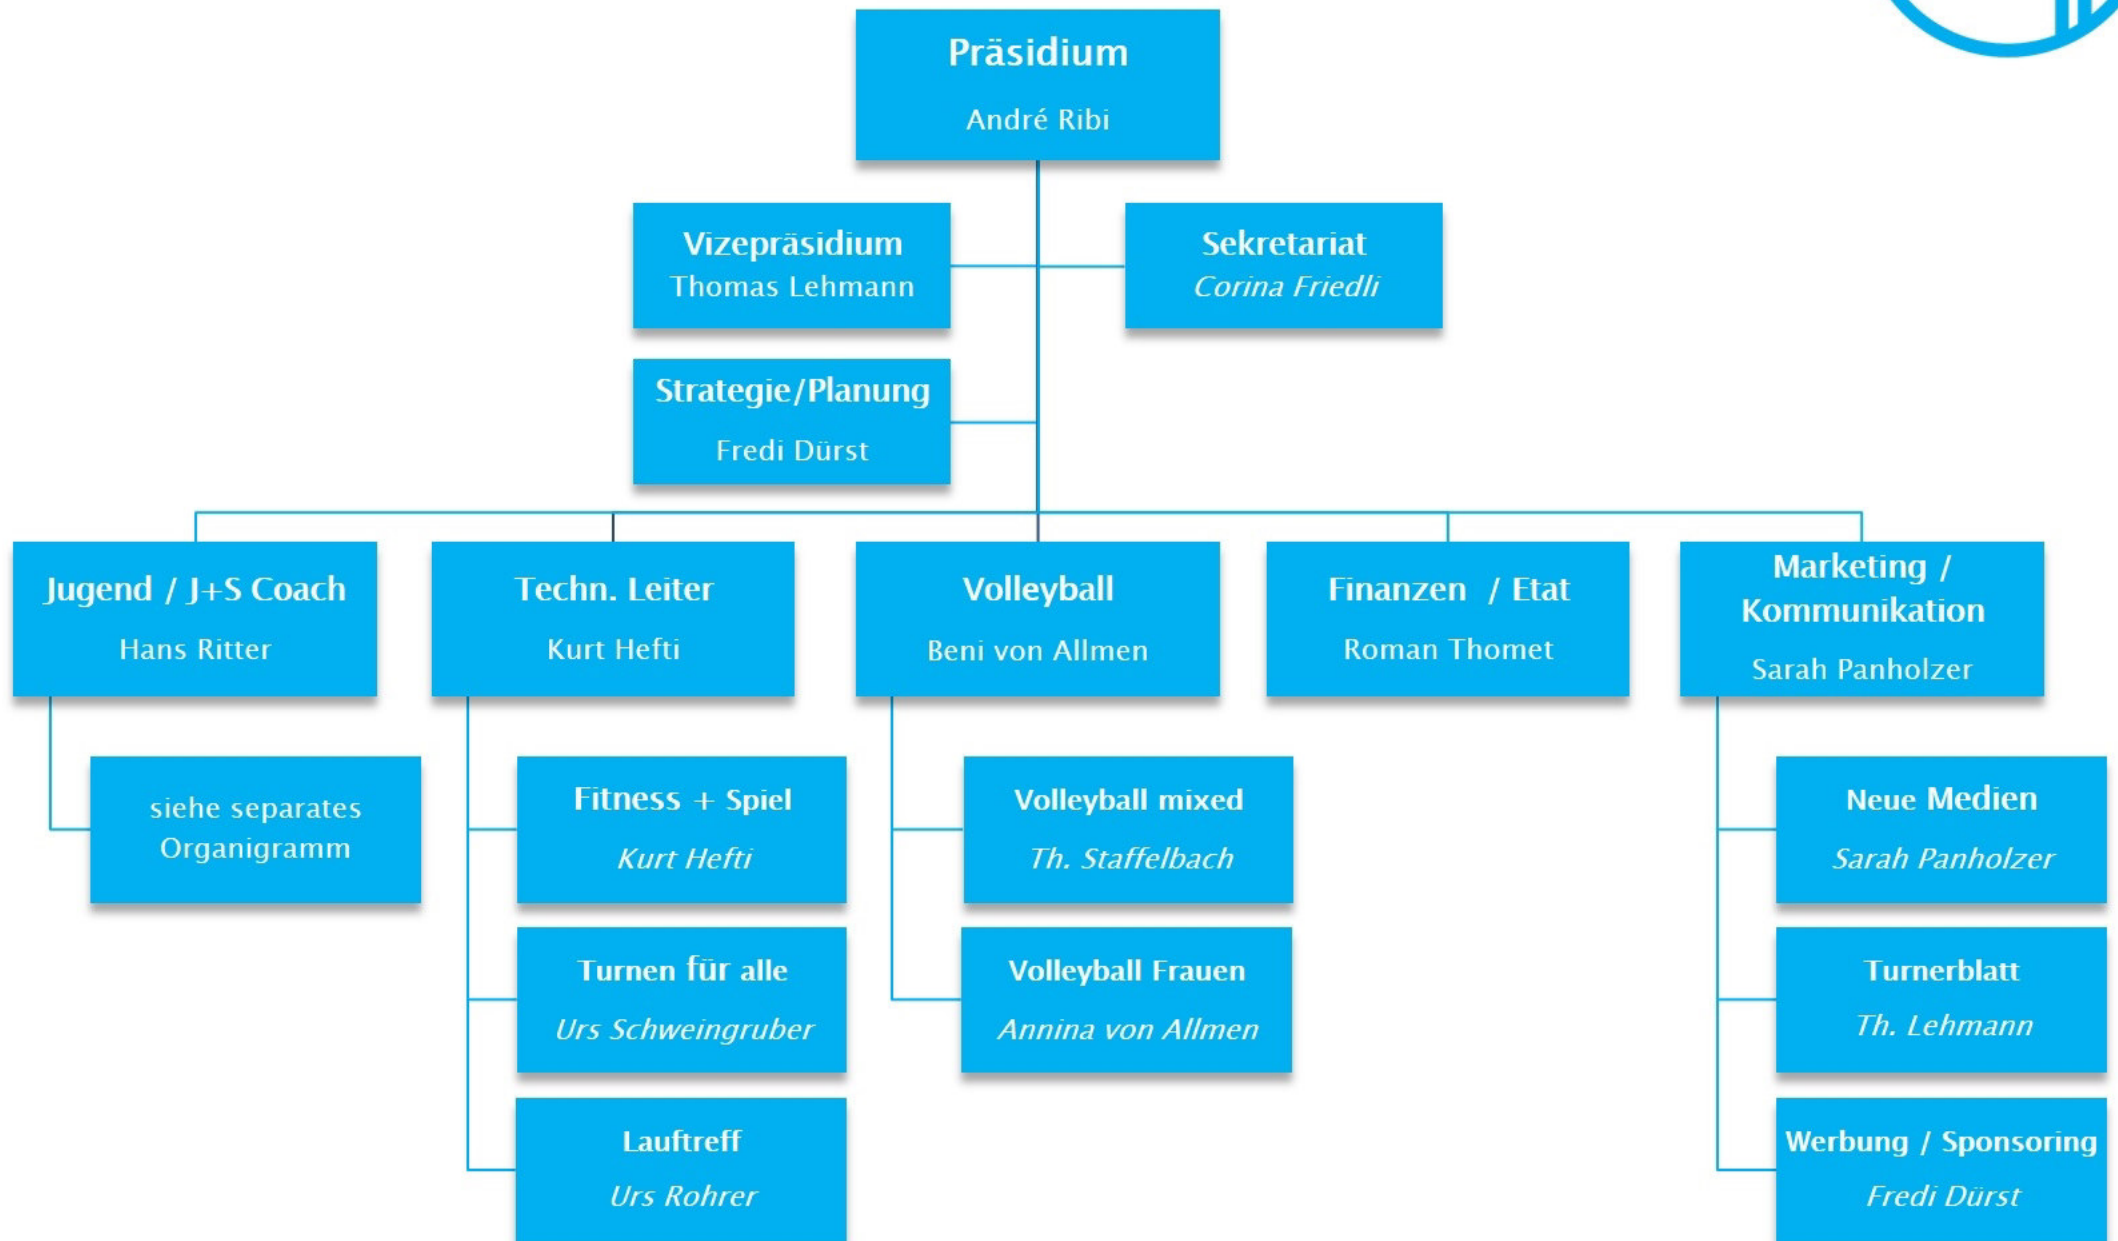 Präsidium
André Ribi
Vizepräsidium
Thomas Lehmann
Sekretariat
Corina Friedli
Strategie/Planung
Fredi Dürst
Jugend / J+S Coach
Hans Ritter
Techn. Leiter
Kurt Hefti
Volleyball
Beni von Allmen
Finanzen / Etat
Roman Thomet
Marketing /
Kommunikation
Sarah Panholzer
siehe separates
Organigramm
Fitness + Spiel
Kurt Hefti
Turnen für alle
Urs Schweingruber
Lauftreff
Urs Rohrer
Volleyball mixed
Th. Staffelbach
Volleyball Frauen
Annina von Allmen
Neue Medien
Sarah Panholzer
Turnerblatt
Th. Lehmann
Werbung / Sponsoring
Fredi Dürst